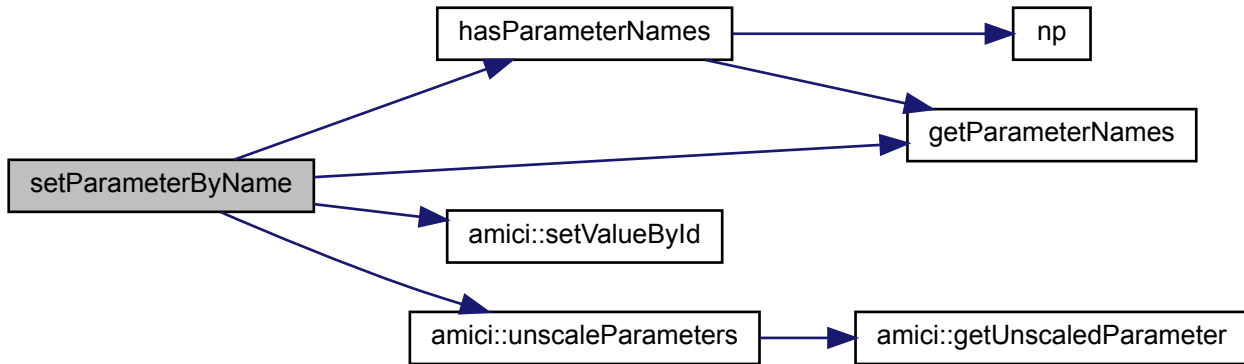 hasParameterNames
np
getParameterNames
setParameterByName
amici::setValueById
amici::unscaleParameters
amici::getUnscaledParameter